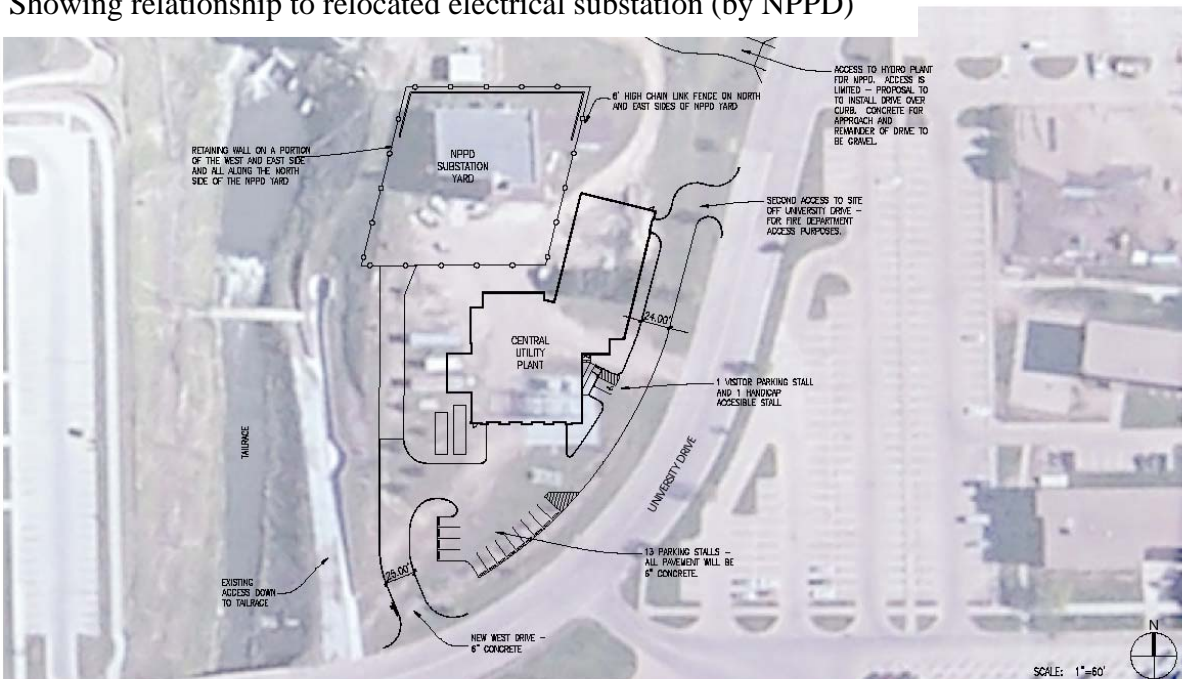 Showing relationship to relocated electrical substation (by NPPD)
ACCESS TO HYDRO PLANT
FOR NPPD. ACCESS IS
LIMITED - PROPOSAL TO
TO INSTALL DRIVE OVER
CURB. CONCRETE FOR
APPROACH AND
REMAINDER OF DRIVE TO
BE GRAVEL.
6' HIGH CHAIN LINK FENCE ON NORTH
AND EAST SIDES OF NPPD YARD
RETAINING WALL ON A PORTION
OF THE WEST AND EAST SIDE
AND ALL ALONG THE NORTH
SIDE OF THE NPPD YARD
NPPD
SUBSTATION
YARD
SECOND ACCESS TO SITE
OFF UNIVERSITY DRIVE -
FOR FIRE DEPARTMENT
ACCESS PURPOSES.
24.00'
CENTRAL
UTILITY
PLANT
1 VISITOR PARKING STALL
AND 1 HANDICAP
ACCESIBLE STALL
TAILRACE
UNIVERSITY DRIVE
13 PARKING STALLS -
ALL PAVEMENT WILL BE
6" CONCRETE.
25.00'
EXISTING
ACCESS DOWN
TO TAILRACE
NEW WEST DRIVE -
6" CONCRETE
N
SCALE: 1"=60'